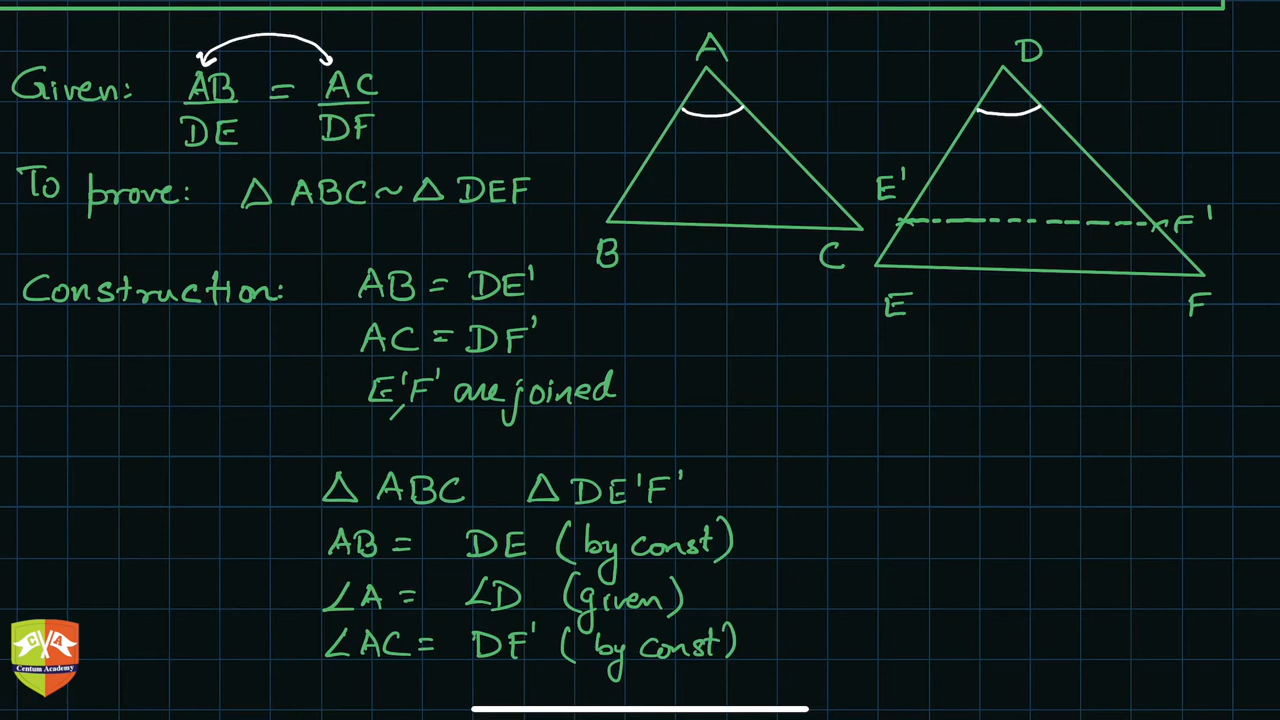 Given: AB/DE = AC/DF
To prove: △ ABC ~ △ DEF
Construction: AB = DE'
AC = DF'
E'F' are joined
△ ABC △ DE'F'
AB = DE (by const)
∠A = ∠D (given)
∠AC = DF' (by const)
A
B
C
D
E'
F'
E
F
C A
Centum Academy